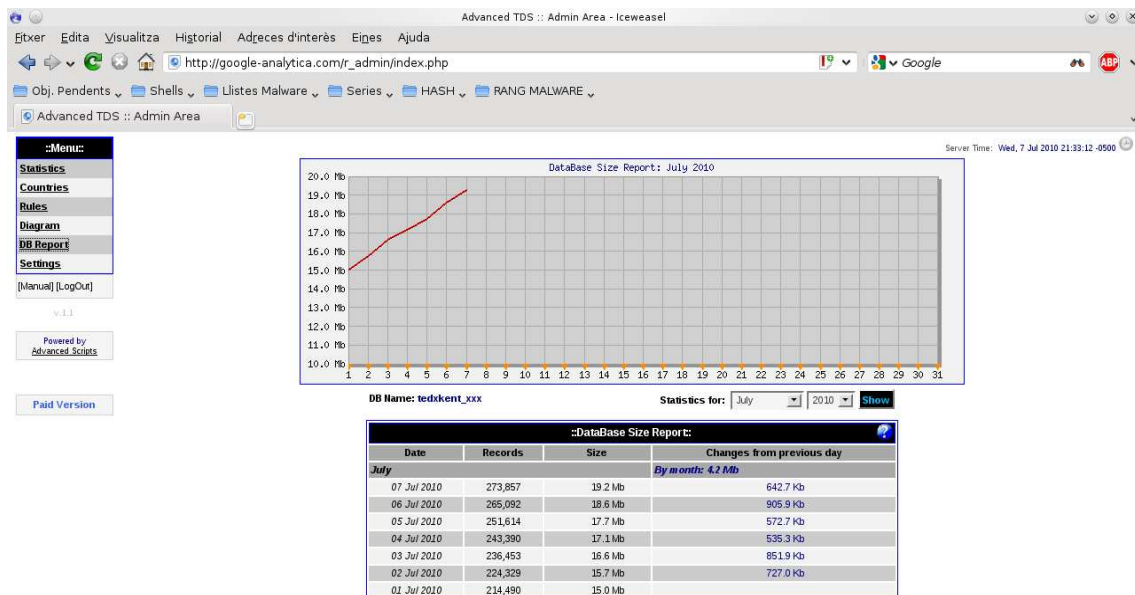 Advanced TDS :: Admin Area - Iceweasel
Fitxer Edita Visualitza Historial Adreces d'interès Eines Ajuda
http://google-analytica.com/r_admin/index.php Google ABP
Obj. Pendents Shells Llistes Malware Series HASH RANG MALWARE
Advanced TDS :: Admin Area
Server Time: Wed, 7 Jul 2010 21:33:12 -0500
::Menu::
Statistics
Countries
Rules
Diagram
DB Report
Settings
[Manual] [LogOut]
v.1.1
Powered by
Advanced Scripts
Paid Version
DataBase Size Report: July 2010
20.0 Mb
19.0 Mb
18.0 Mb
17.0 Mb
16.0 Mb
15.0 Mb
14.0 Mb
13.0 Mb
12.0 Mb
11.0 Mb
10.0 Mb
1 2 3 4 5 6 7 8 9 10 11 12 13 14 15 16 17 18 19 20 21 22 23 24 25 26 27 28 29 30 31
DB Name: tedxkent_xxx Statistics for: July 2010 Show
::DataBase Size Report:: ?
Date Records Size Changes from previous day
July By month: 4.2 Mb
07 Jul 2010 273,857 19.2 Mb 642.7 Kb
06 Jul 2010 265,092 18.6 Mb 905.9 Kb
05 Jul 2010 251,614 17.7 Mb 572.7 Kb
04 Jul 2010 243,390 17.1 Mb 535.3 Kb
03 Jul 2010 236,453 16.6 Mb 851.9 Kb
02 Jul 2010 224,329 15.7 Mb 727.0 Kb
01 Jul 2010 214,490 15.0 Mb